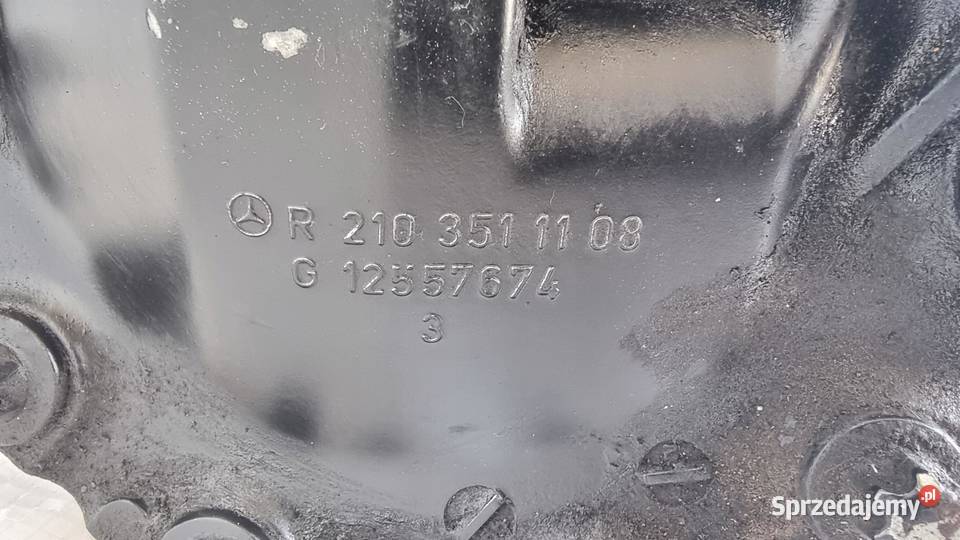 R 210 351 11 08
G 12557674
3
Sprzedajemy.pl